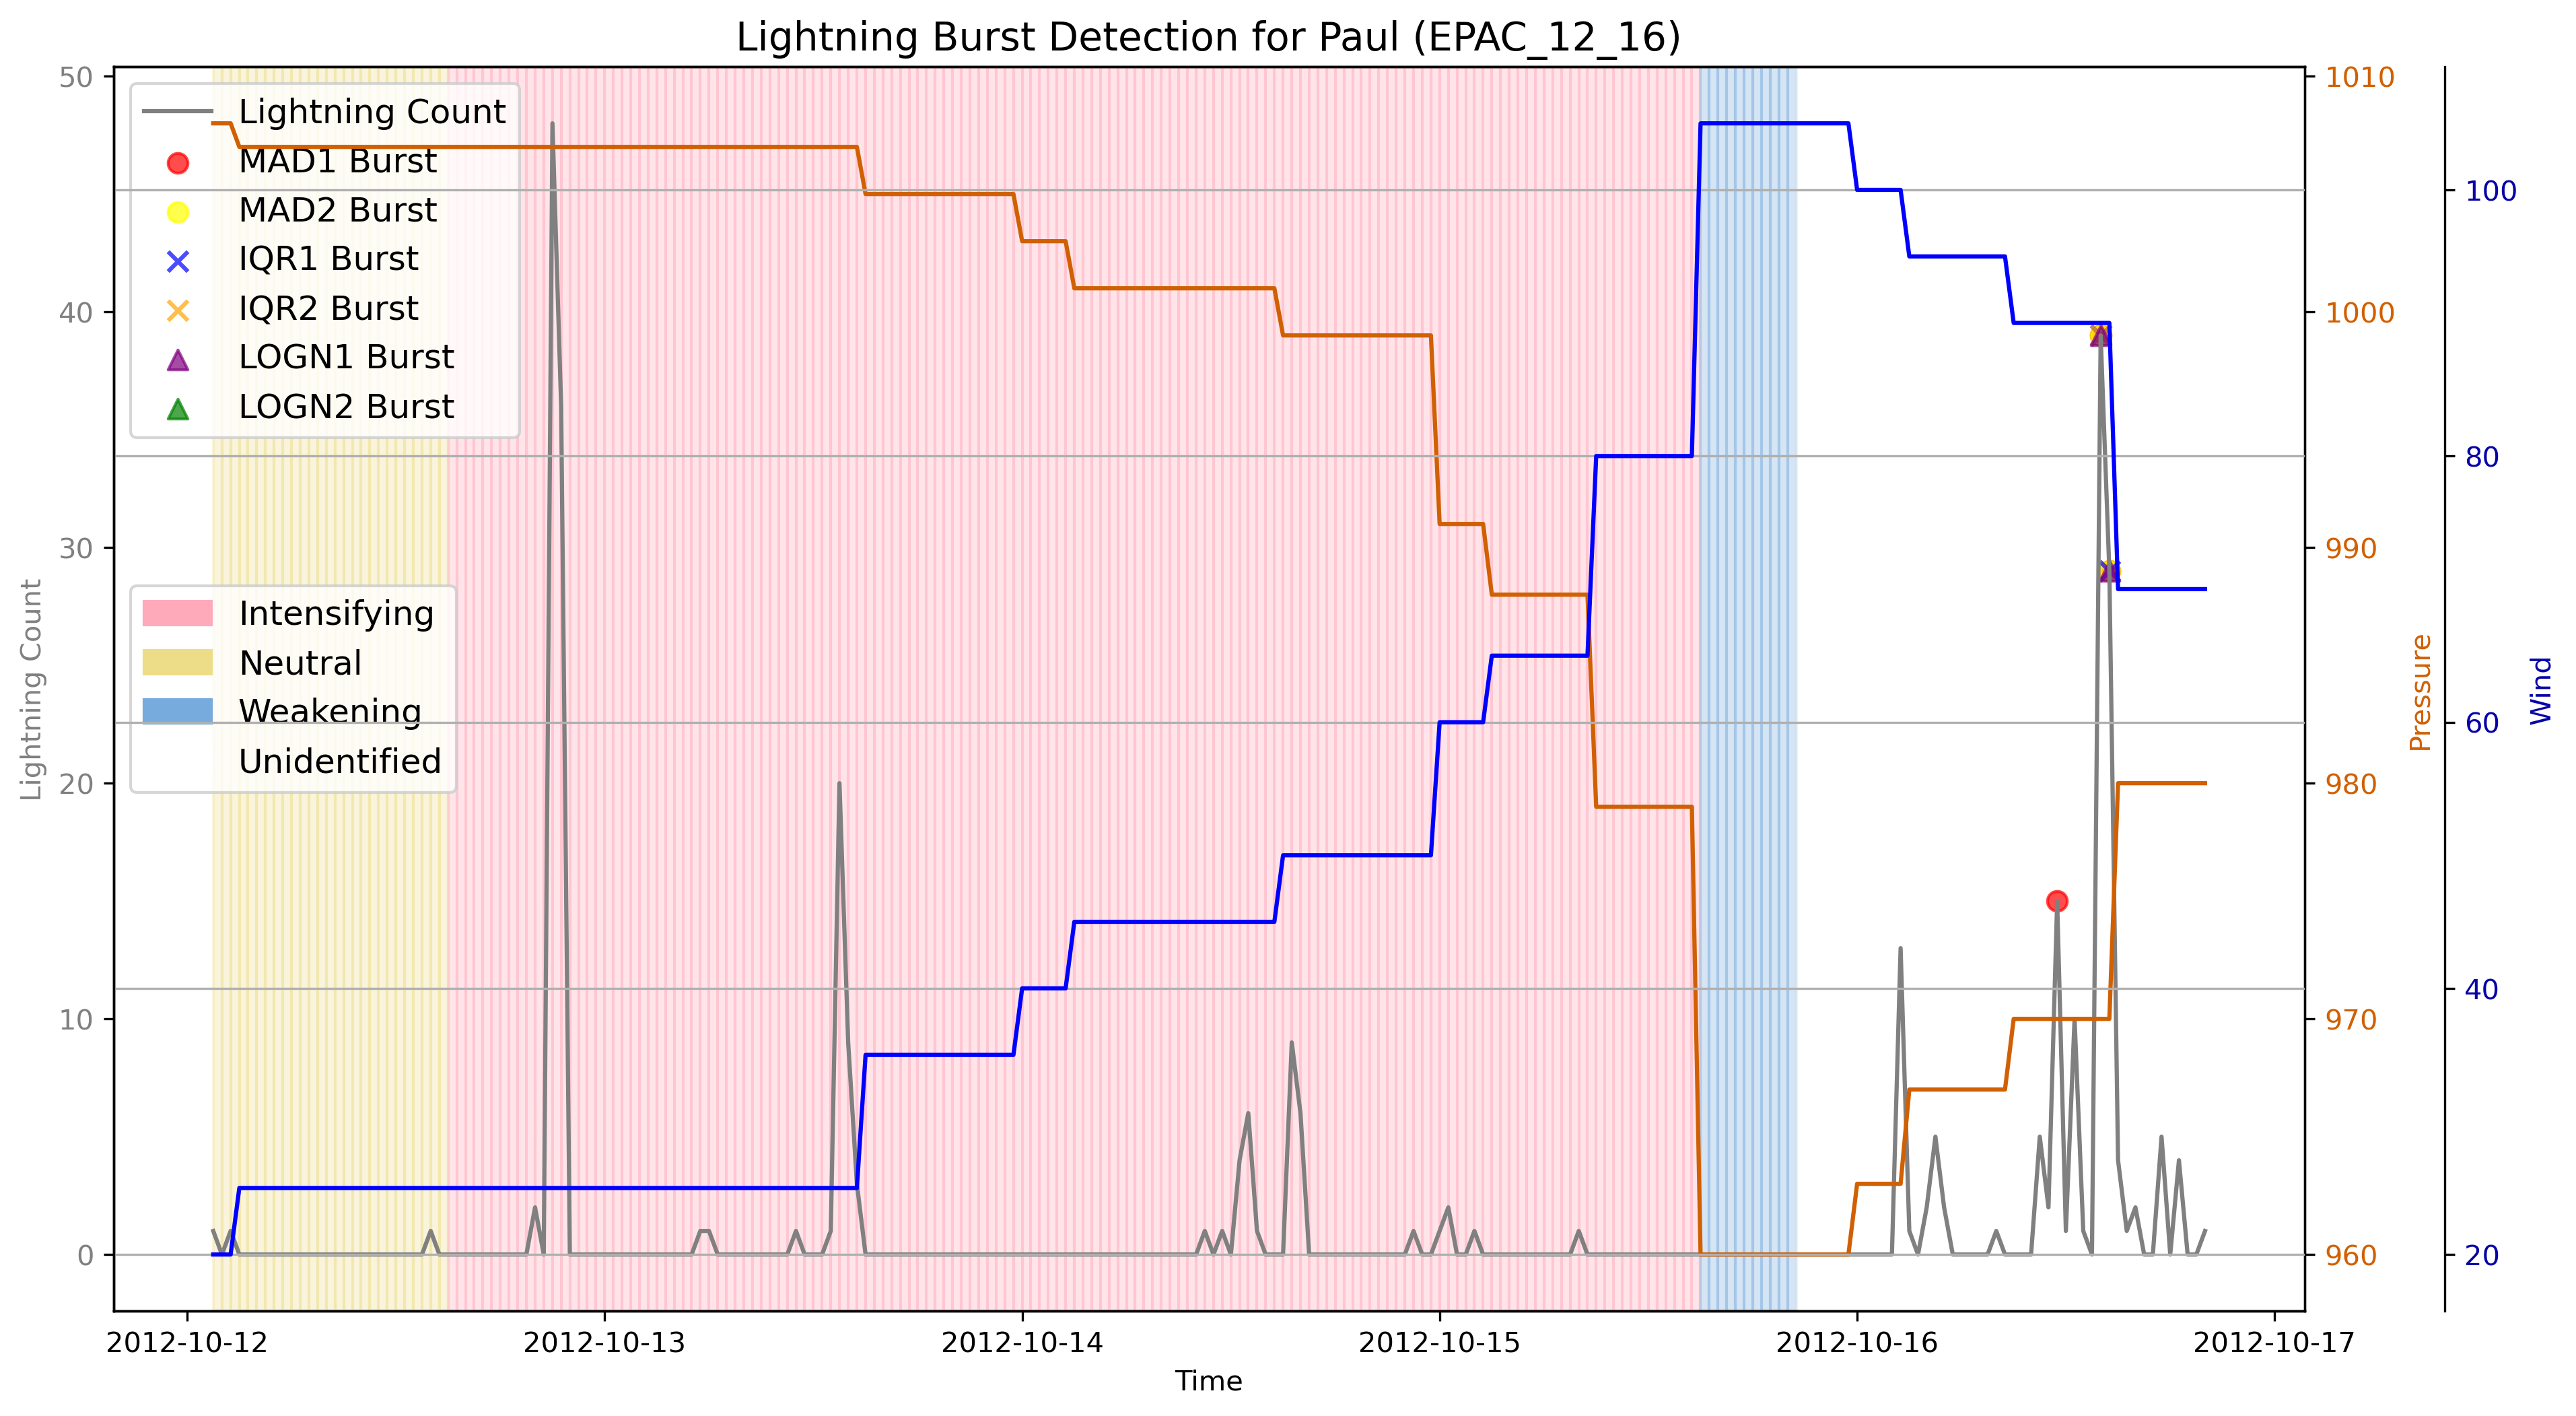 Lightning Burst Detection for Paul (EPAC_12_16)
Lightning Count
MAD1 Burst
MAD2 Burst
IQR1 Burst
IQR2 Burst
LOGN1 Burst
LOGN2 Burst
Intensifying
Neutral
Weakening
Unidentified
Lightning Count
50
40
30
20
10
0
1010
1000
990
980
970
960
Pressure
100
80
60
40
20
Wind
2012-10-12
2012-10-13
2012-10-14
2012-10-15
2012-10-16
2012-10-17
Time